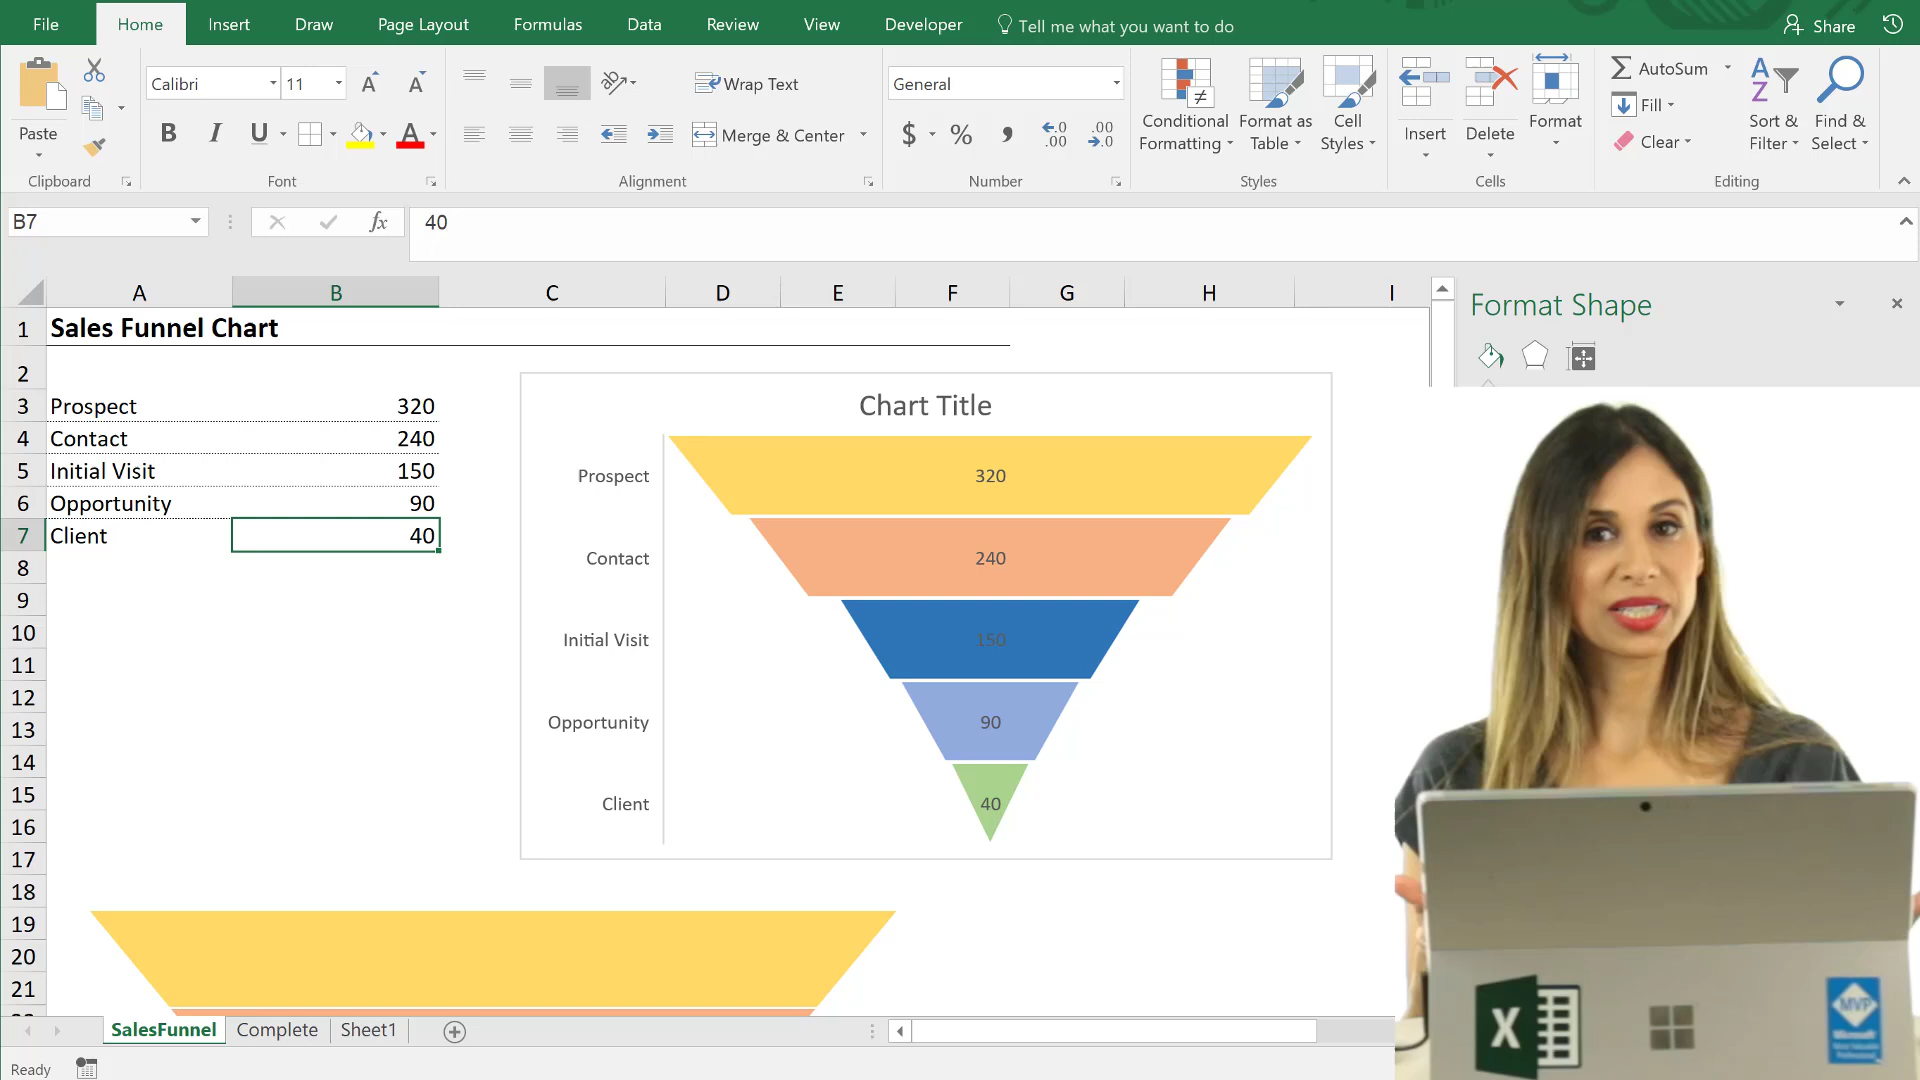 File Home Insert Draw Page Layout Formulas Data Review View Developer Tell me what you want to do Share
Paste
Clipboard
Calibri 11
B I U A
Font
Wrap Text
Merge & Center
Alignment
General
$ % ,
Number
Conditional Formatting
Format as Table
Cell Styles
Styles
Insert
Delete
Format
Cells
AutoSum
Fill
Clear
Sort & Filter
Find & Select
Editing
B7 fx 40
A B C D E F G H I
Format Shape
1 Sales Funnel Chart
2
3 Prospect 320
4 Contact 240
5 Initial Visit 150
6 Opportunity 90
7 Client 40
8
9
10
11
12
13
14
15
16
17
18
19
20
21
Chart Title
Prospect 320
Contact 240
Initial Visit 150
Opportunity 90
Client 40
SalesFunnel Complete Sheet1
Ready
X
MVP
Microsoft